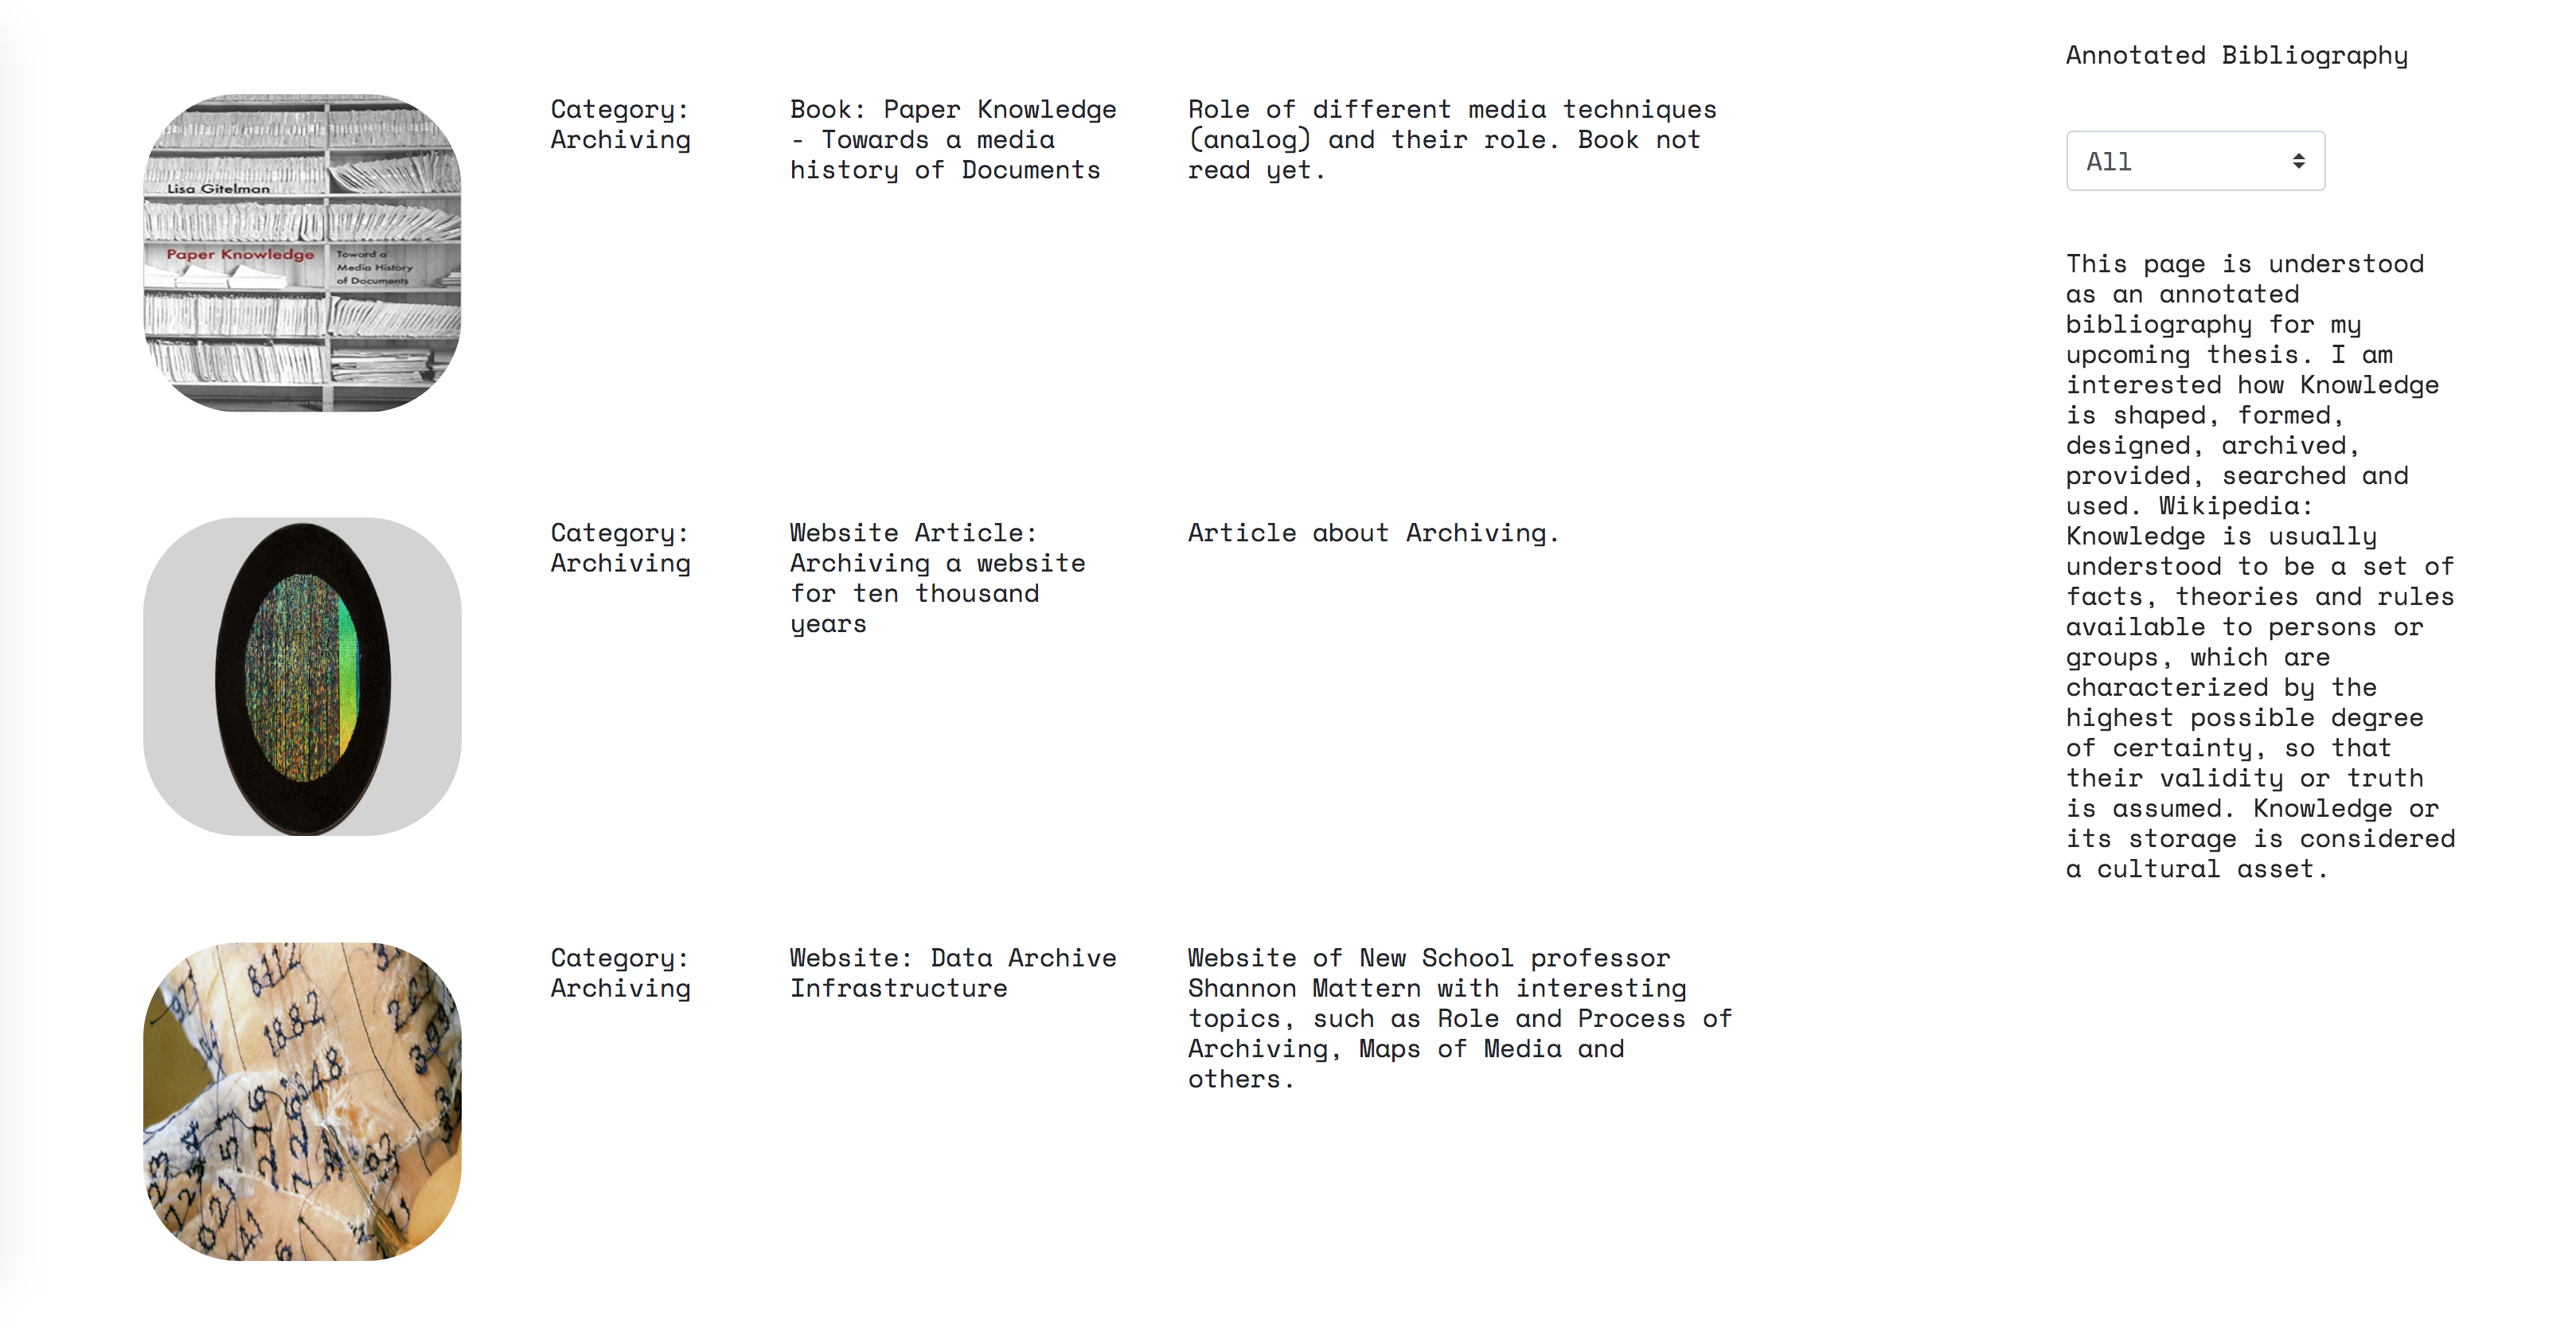 Annotated Bibliography
All
This page is understood
as an annotated
bibliography for my
upcoming thesis. I am
interested how Knowledge
is shaped, formed,
designed, archived,
provided, searched and
used. Wikipedia:
Knowledge is usually
understood to be a set of
facts, theories and rules
available to persons or
groups, which are
characterized by the
highest possible degree
of certainty, so that
their validity or truth
is assumed. Knowledge or
its storage is considered
a cultural asset.
Lisa Gitelman
Paper Knowledge
Toward a
Media History
of Documents
Category:
Archiving
Book: Paper Knowledge
- Towards a media
history of Documents
Role of different media techniques
(analog) and their role. Book not
read yet.
Category:
Archiving
Website Article:
Archiving a website
for ten thousand
years
Article about Archiving.
8112
1882
Category:
Archiving
Website: Data Archive
Infrastructure
Website of New School professor
Shannon Mattern with interesting
topics, such as Role and Process of
Archiving, Maps of Media and
others.